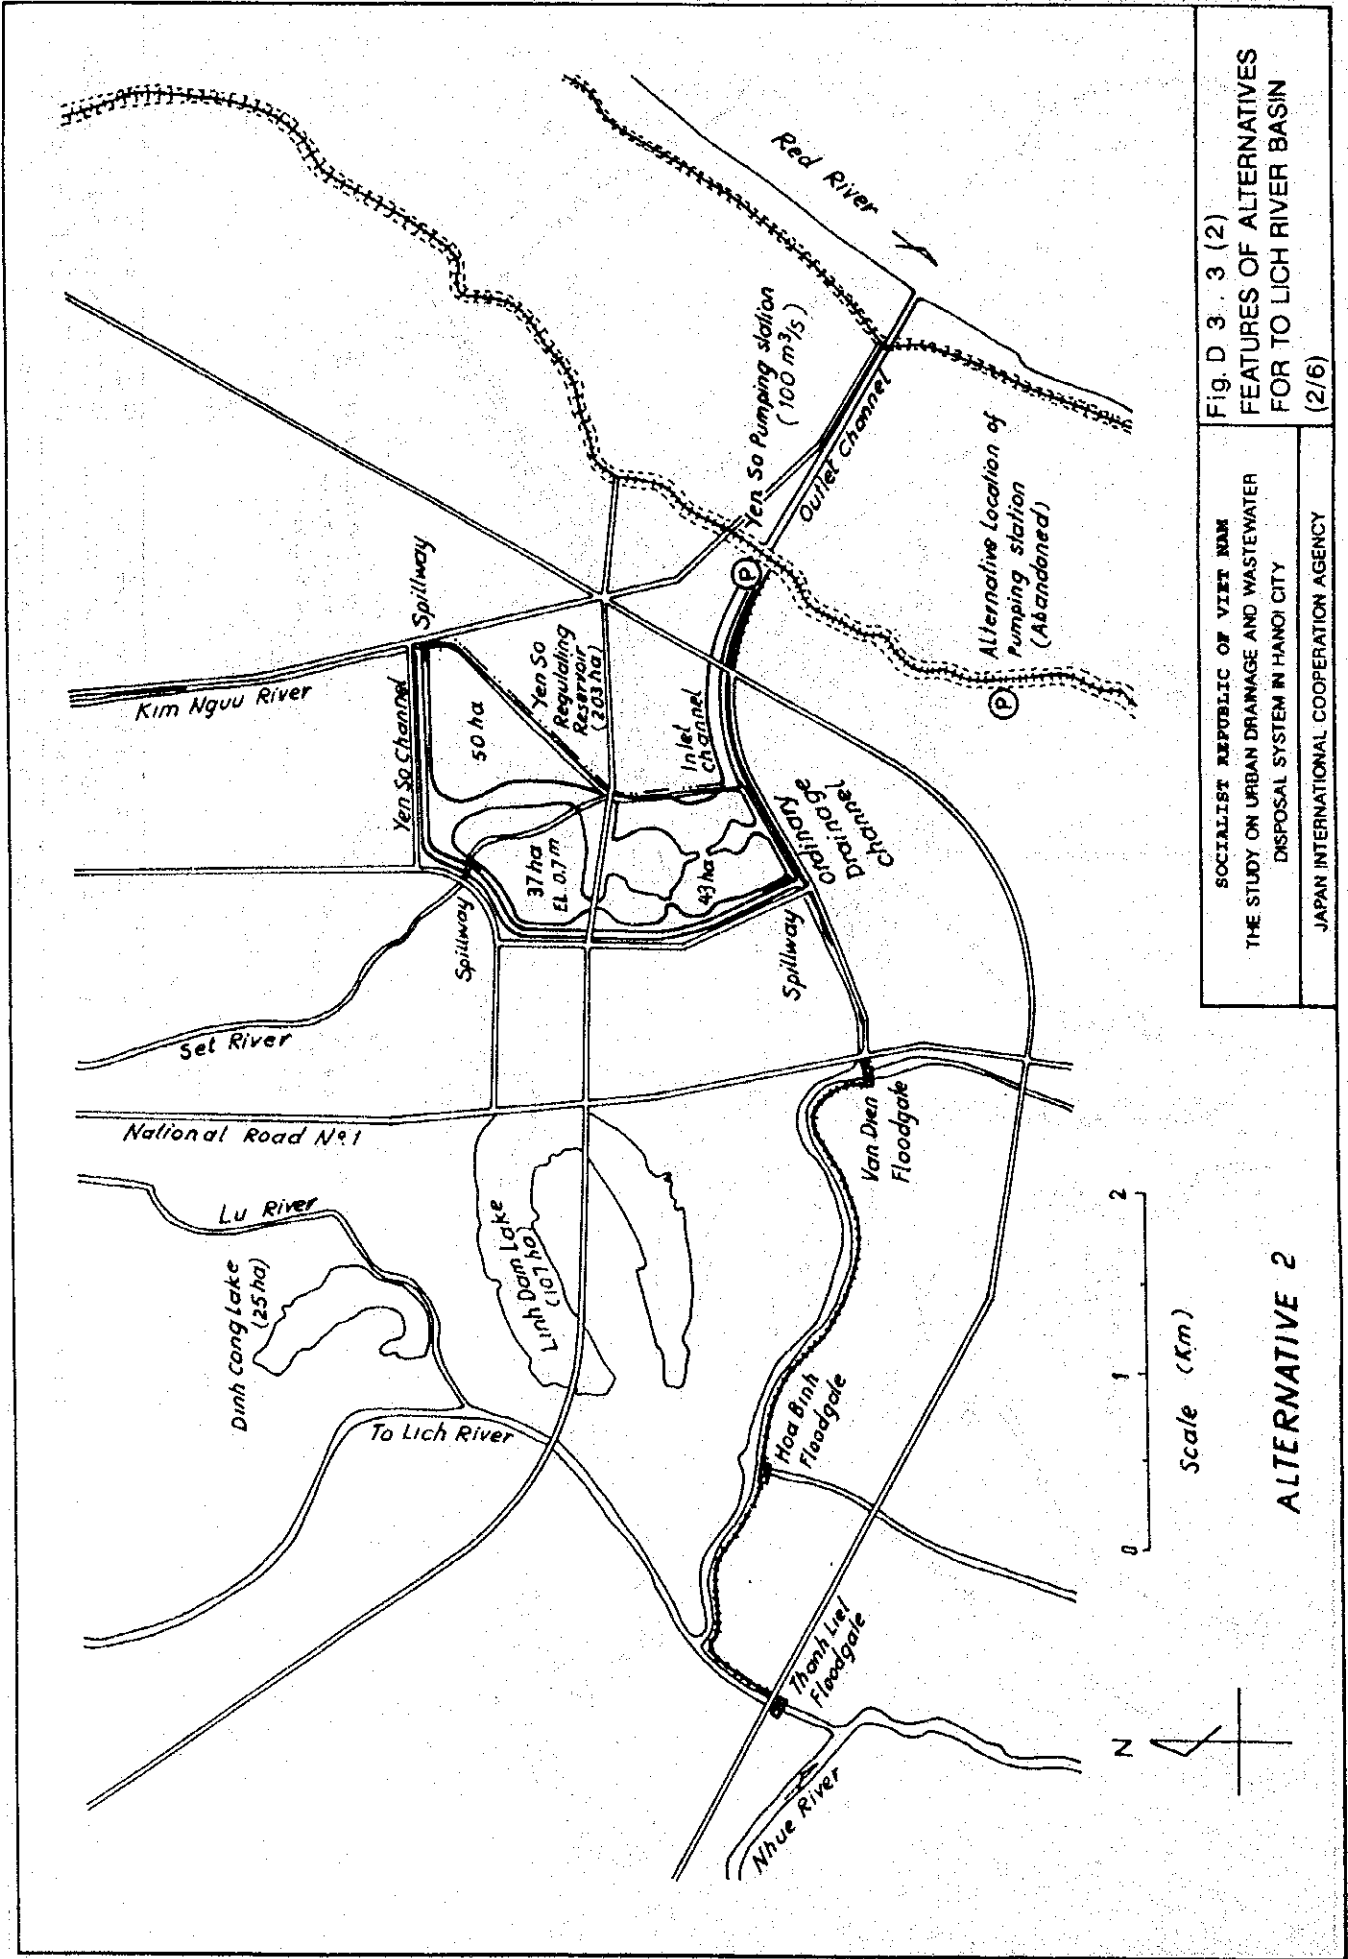 Red River
Yen So Pumping station
(100 m³/s)
Outlet Channel
Alternative Location of
Pumping station
(Abandoned)
P
P
Spillway
Kim Nguu River
Yen So Channel
50 ha
Yen So
Regulating
Reservoir
(203 ha)
Inlet
channel
37 ha
EL 0.7 m
43 ha
Ordinary
Drainage
Channel
Spillway
Spillway
Set River
National Road No.1
Van Dien
Floodgate
Lu River
Dinh Cong Lake
(25 ha)
Linh Dam Lake
(107 ha)
To Lich River
Hoa Binh
Floodgate
Thanh Liet
Floodgate
Nhue River
N
0 1 2
Scale (Km)
ALTERNATIVE 2
SOCIALIST REPUBLIC OF VIET NAM
THE STUDY ON URBAN DRAINAGE AND WASTEWATER
DISPOSAL SYSTEM IN HANOI CITY
JAPAN INTERNATIONAL COOPERATION AGENCY
Fig. D 3 . 3 (2)
FEATURES OF ALTERNATIVES
FOR TO LICH RIVER BASIN
(2/6)